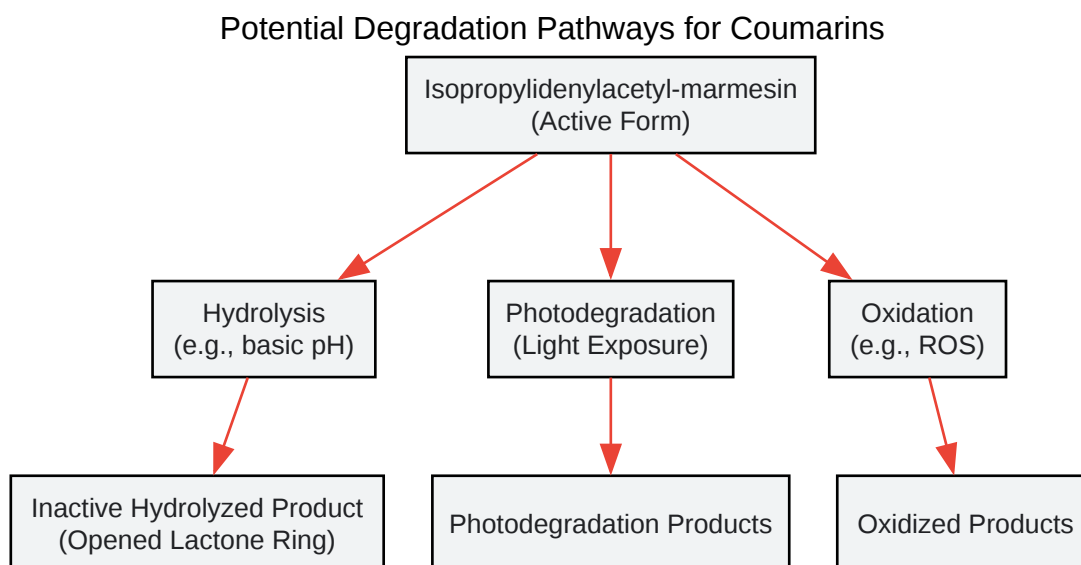 Potential Degradation Pathways for Coumarins
Isopropylidenylacetyl-marmesin
(Active Form)
Hydrolysis
(e.g., basic pH)
Photodegradation
(Light Exposure)
Oxidation
(e.g., ROS)
Inactive Hydrolyzed Product
(Opened Lactone Ring)
Photodegradation Products
Oxidized Products